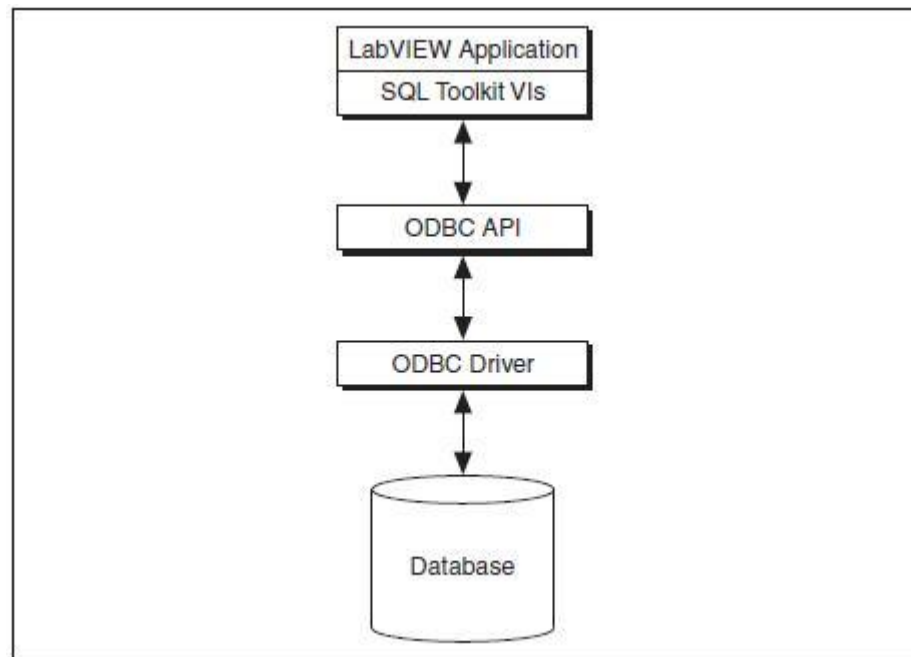 LabVIEW Application
SQL Toolkit VIs
ODBC API
ODBC Driver
Database